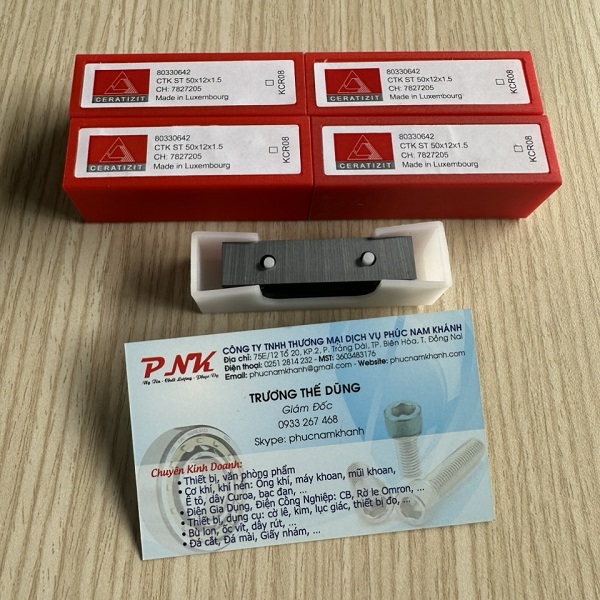 80330642
CTK ST 50x12x1.5
CH: 7827205
Made in Luxembourg
CERATIZIT
KCR08
80330642
CTK ST 50x12x1.5
CH: 7827205
Made in Luxembourg
CERATIZIT
KCR08
80330642
CTK ST 50x12x1.5
CH: 7827205
Made in Luxembourg
CERATIZIT
KCR08
80330642
CTK ST 50x12x1.5
CH: 7827205
Made in Luxembourg
CERATIZIT
KCR08
PNK
Uy Tín - Chất Lượng - Phục Vụ
CÔNG TY TNHH THƯƠNG MẠI DỊCH VỤ PHÚC NAM KHÁNH
Địa chỉ: 75E/12 Tổ 20, KP.2, P. Trảng Dài, TP. Biên Hòa, T. Đồng Nai
Điện thoại: 0251 2814 232 - MST: 3603483176
Email: phucnamkhanh@gmail.com - Website: phucnamkhanh.com
TRƯƠNG THẾ DŨNG
Giám Đốc
0933 267 468
Skype: phucnamkhanh
Chuyên Kinh Doanh:
• Thiết bị, văn phòng phẩm
• Cơ khí, khí nén: Ống khí, máy khoan, mũi khoan,
Ê tô, dây Curoa, bạc đạn, ...
• Điện Gia Dụng, Điện Công Nghiệp: CB, Rờ le Omron, ...
• Thiết bị, dụng cụ: cờ lê, kìm, lục giác, thiết bị đo, ...
• Bù lon, ốc vít, dây rút, ...
• Đá cắt, Đá mài, Giấy nhám, ...